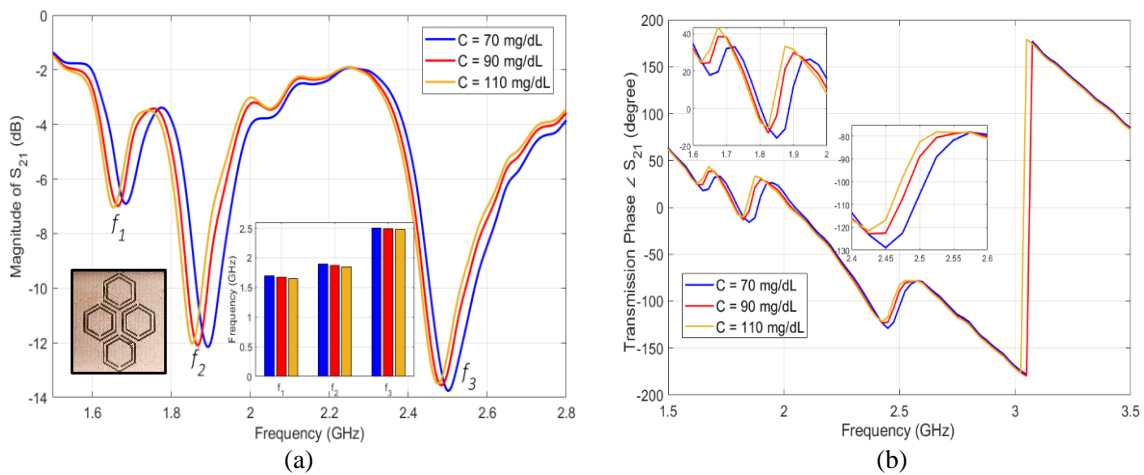 0
-2
-4
-6
-8
-10
-12
-14
Magnitude of S21 (dB)
1.6 1.8 2 2.2 2.4 2.6 2.8
Frequency (GHz)
C = 70 mg/dL
C = 90 mg/dL
C = 110 mg/dL
f1
f2
f3
2.5
2
1.5
1
0.5
0
Frequency (GHz)
f1 f2 f3
(a)
200
150
100
50
0
-50
-100
-150
-200
Transmission Phase ∠ S21 (degree)
1.5 2 2.5 3 3.5
Frequency (GHz)
40
20
0
-20
1.6 1.7 1.8 1.9 2
-80
-90
-100
-110
-120
-130
2.4 2.45 2.5 2.55 2.6
C = 70 mg/dL
C = 90 mg/dL
C = 110 mg/dL
(b)